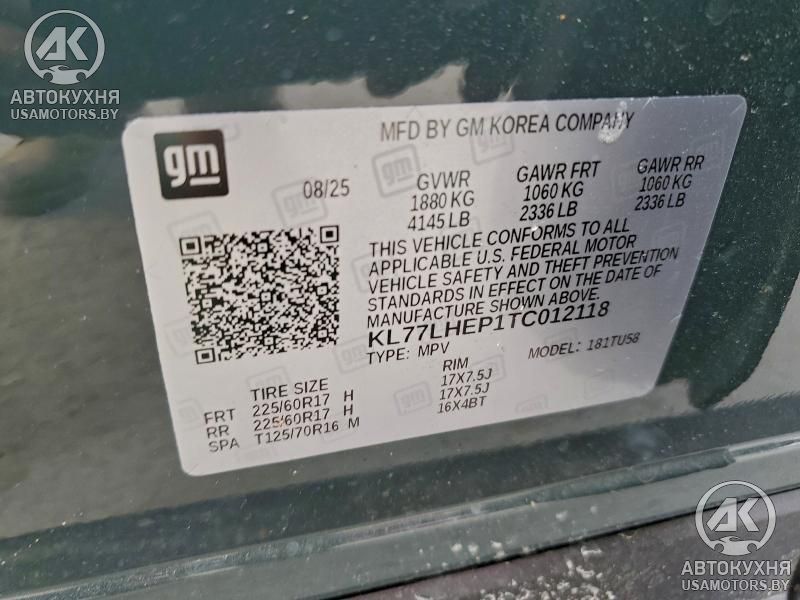 AK
АВТОКУХНЯ
USAMOTORS.BY
gm
MFD BY GM KOREA COMPANY
08/25
GVWR
1880 KG
4145 LB
GAWR FRT
1060 KG
2336 LB
GAWR RR
1060 KG
2336 LB
THIS VEHICLE CONFORMS TO ALL
APPLICABLE U.S. FEDERAL MOTOR
VEHICLE SAFETY AND THEFT PREVENTION
STANDARDS IN EFFECT ON THE DATE OF
MANUFACTURE SHOWN ABOVE.
KL77LHEP1TC012118
TYPE: MPV
MODEL: 181TU58
TIRE SIZE
RIM
FRT 225/60R17 H 17X7.5J
RR 225/60R17 H 17X7.5J
SPA T125/70R16 M 16X4BT
AK
АВТОКУХНЯ
USAMOTORS.BY